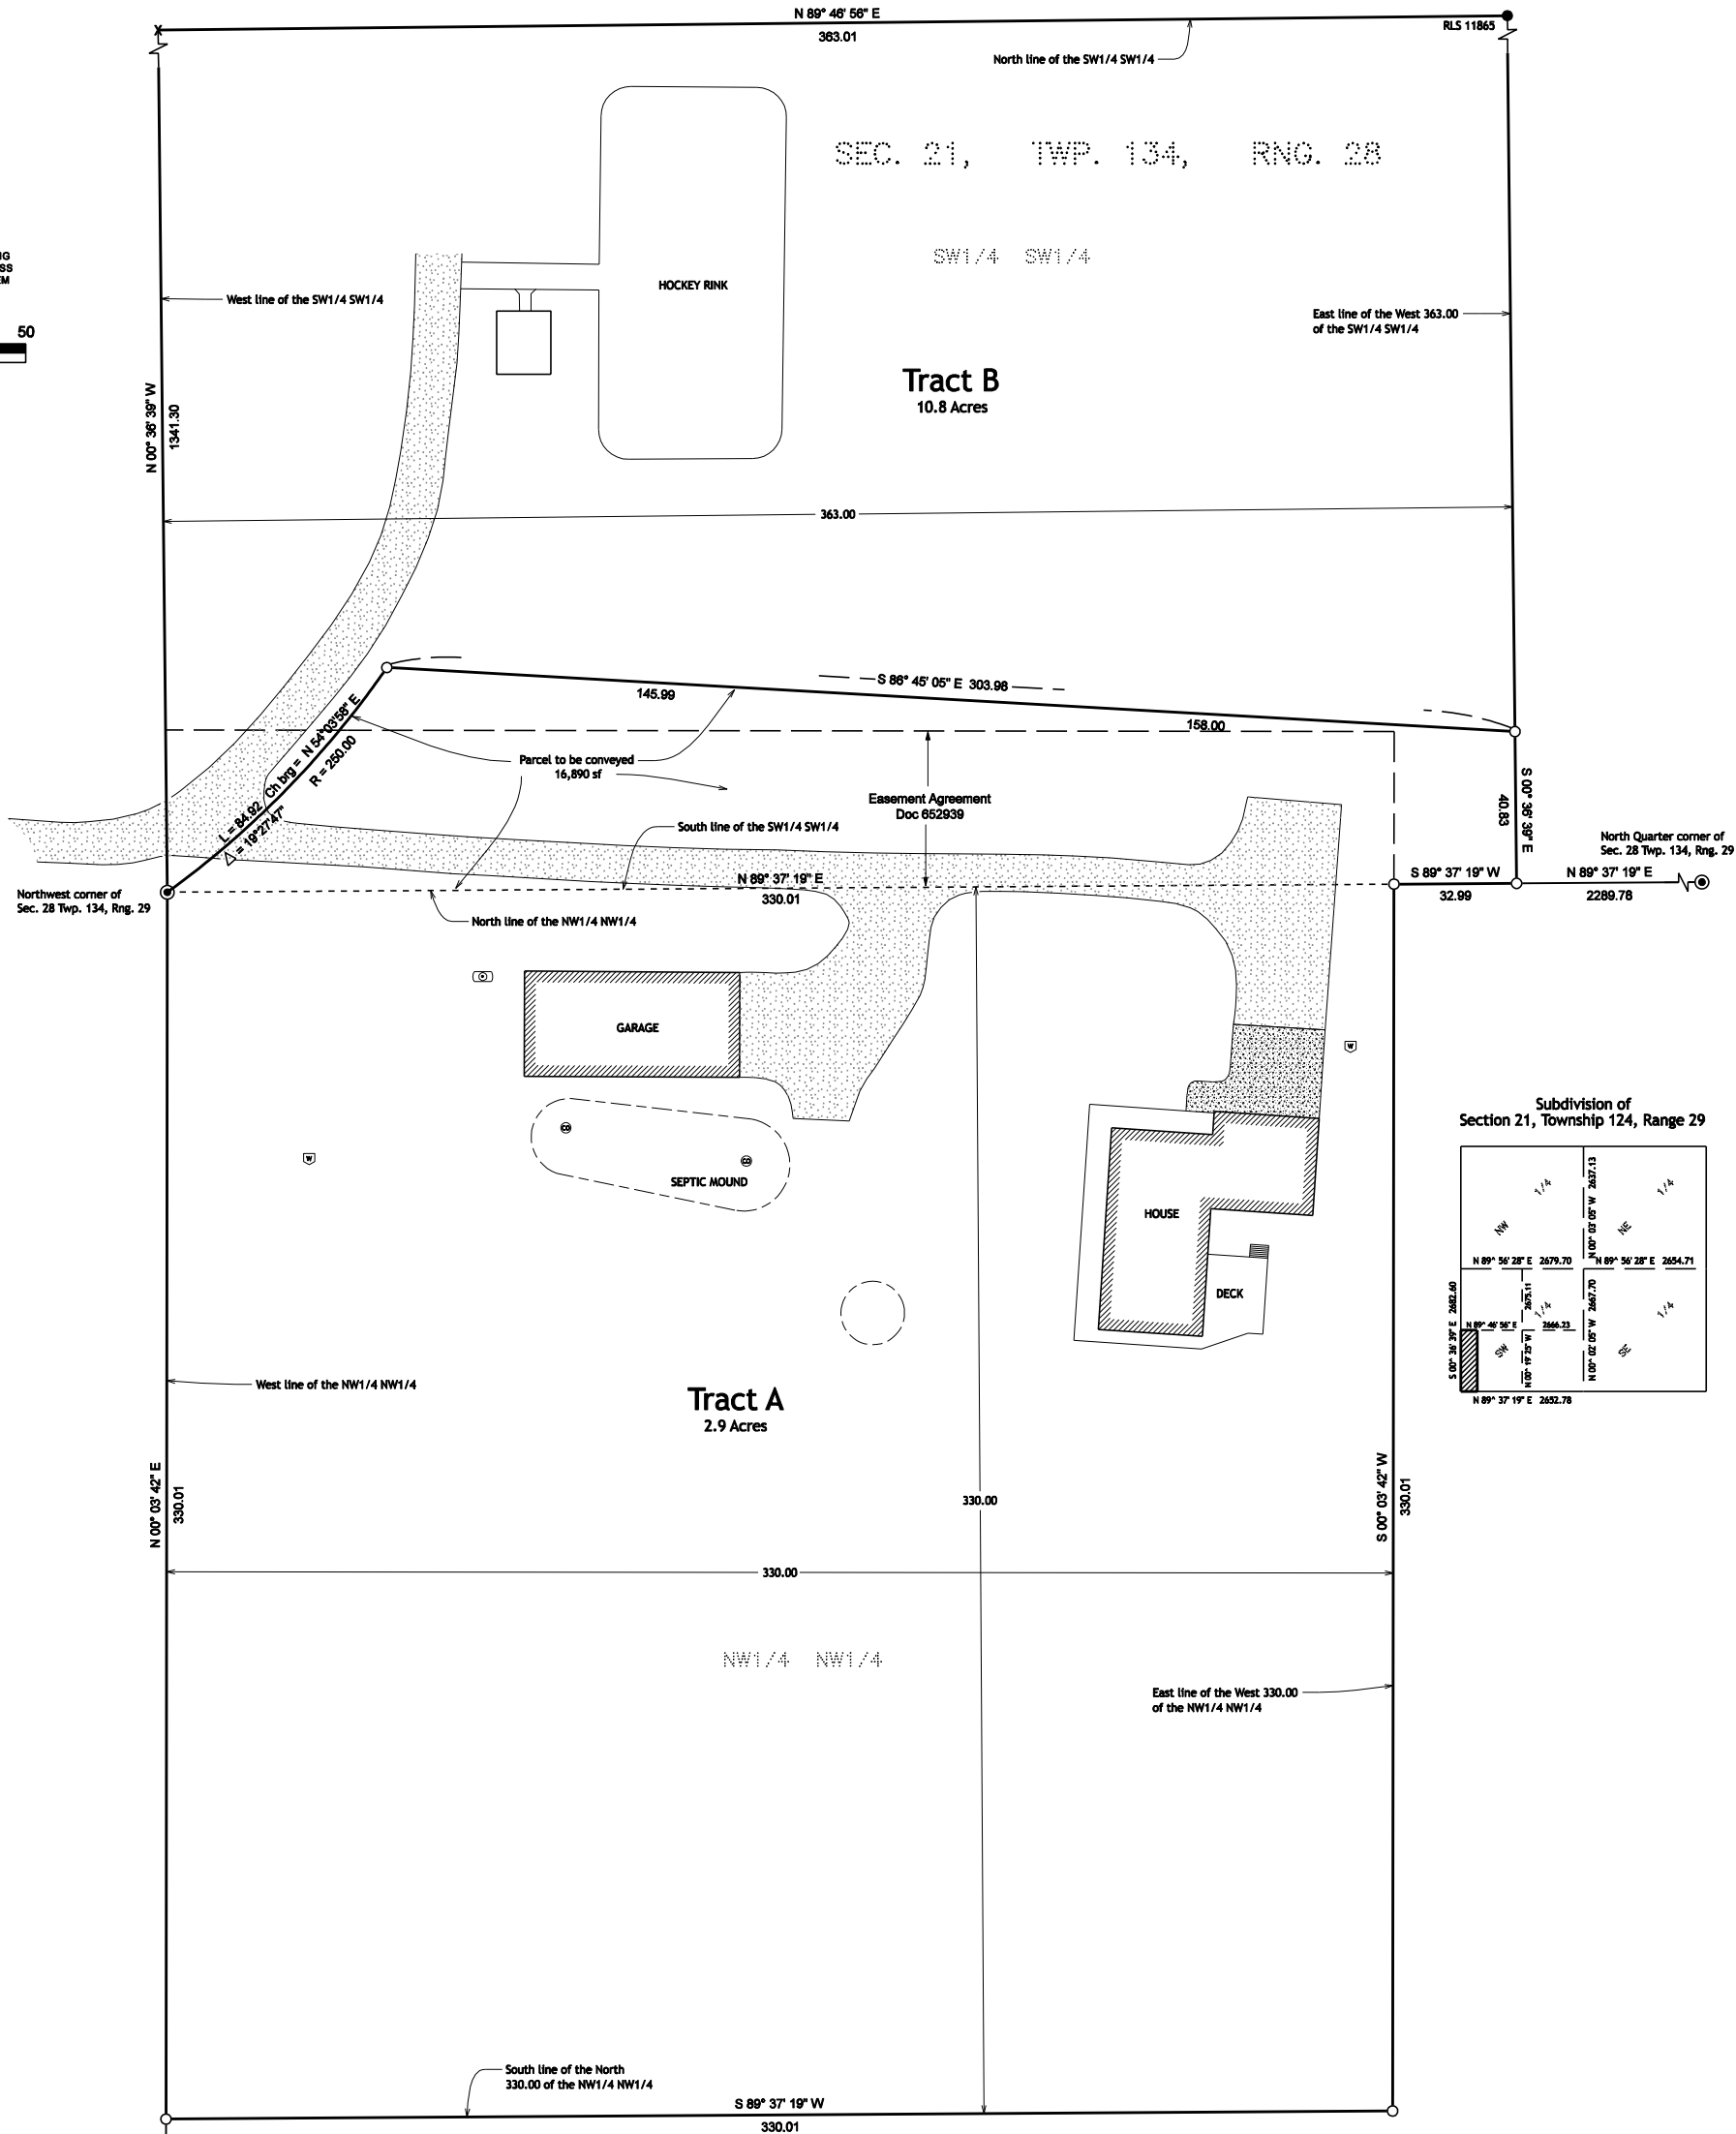 N 89° 46' 56" E
363.01
X
RLS 11865
North line of the SW1/4 SW1/4
SEC. 21, TWP. 134, RNG. 28
SW1/4 SW1/4
HOCKEY RINK
West line of the SW1/4 SW1/4
50
East line of the West 363.00
of the SW1/4 SW1/4
Tract B
10.8 Acres
N 00° 36' 39" W
1341.30
363.00
S 86° 45' 05" E 303.98
145.99
158.00
L = 84.92 Ch brg = N 54°03'58" E
R = 250.00
△ = 19°27'47"
Parcel to be conveyed
16,890 sf
Easement Agreement
Doc 652939
South line of the SW1/4 SW1/4
S 00° 36' 39" E
40.83
North Quarter corner of
Sec. 28 Twp. 134, Rng. 29
Northwest corner of
Sec. 28 Twp. 134, Rng. 29
N 89° 37' 19" E
330.01
S 89° 37' 19" W
32.99
N 89° 37' 19" E
2289.78
North line of the NW1/4 NW1/4
GARAGE
W
CO
CO
SEPTIC MOUND
W
HOUSE
DECK
Subdivision of
Section 21, Township 124, Range 29
NW 1/4
NE 1/4
N 00^ 03' 05" W 2637.13
N 89^ 56' 28" E 2679.70
N 89^ 56' 28" E 2654.71
S 00^ 36' 39" E 2682.60
2675.11
N 00^ 19' 25" W
N 89^ 46' 56" E 2666.23
N 00^ 02' 05" W 2667.70
SW 1/4
SE 1/4
N 89^ 37' 19" E 2652.78
West line of the NW1/4 NW1/4
Tract A
2.9 Acres
N 00° 03' 42" E
330.01
330.00
S 00° 03' 42" W
330.01
330.00
NW1/4 NW1/4
East line of the West 330.00
of the NW1/4 NW1/4
South line of the North
330.00 of the NW1/4 NW1/4
S 89° 37' 19" W
330.01